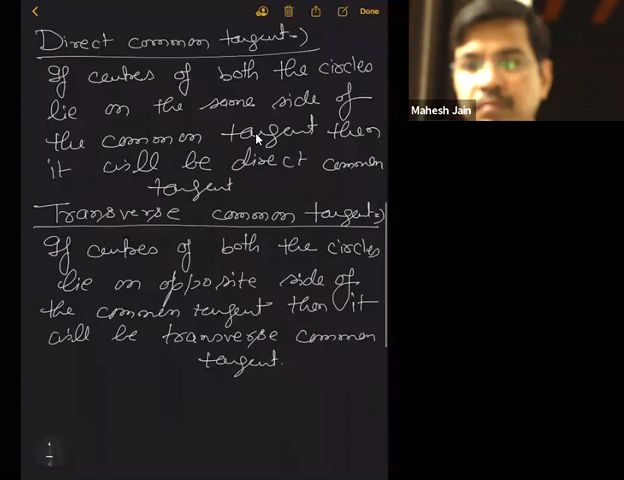 Done
Direct common tangent=)
If centres of both the circles
lie on the same side of
the common tangent then
it will be direct common
tangent
Transverse common tangent=)
If centres of both the circles
lie on opposite side of
the common tangent then it
will be transverse common
tangent.
Mahesh Jain